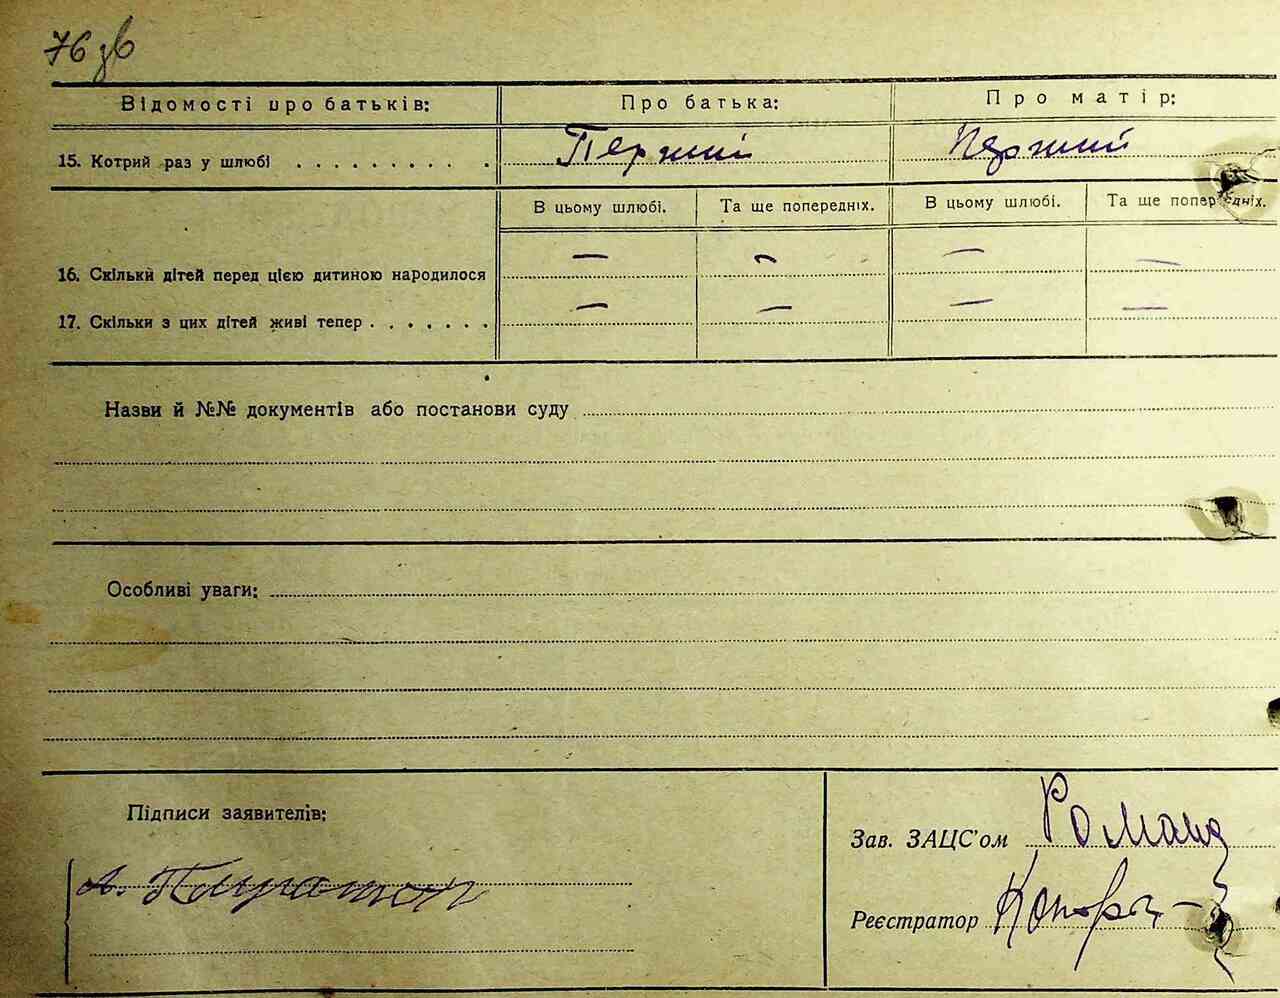 76 зв
Відомості про батьків: Про батька: Про матір:
15. Котрий раз у шлюбі . . . . . . . . . . Перший Перший
В цьому шлюбі. Та ще попередніх. В цьому шлюбі. Та ще попередніх.
16. Скільки дітей перед цією дитиною народилося — — — —
17. Скільки з цих дітей живі тепер . . . . . . . — — — —
Назви й №№ документів або постанови суду
Особливі уваги:
Підписи заявителів:
Зав. ЗАЦС'ом
А.
Реєстратор